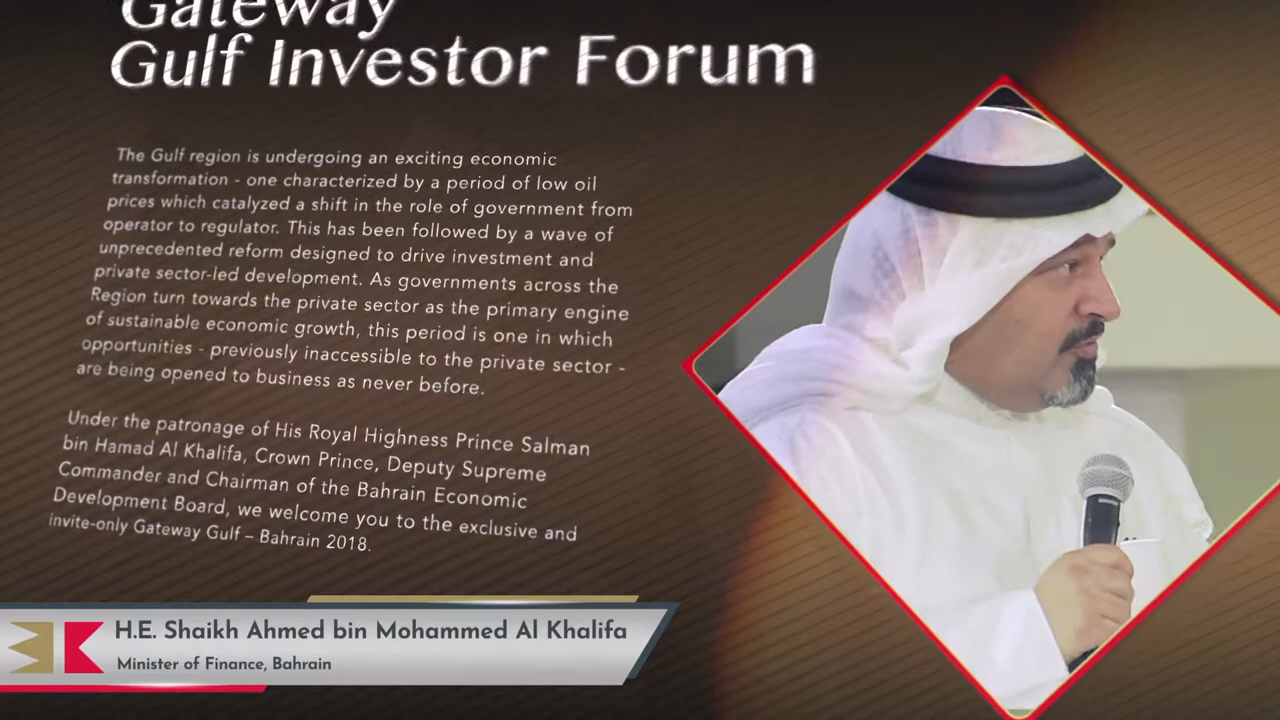 Gateway
Gulf Investor Forum
The Gulf region is undergoing an exciting economic
transformation - one characterized by a period of low oil
prices which catalyzed a shift in the role of government from
operator to regulator. This has been followed by a wave of
unprecedented reform designed to drive investment and
private sector-led development. As governments across the
Region turn towards the private sector as the primary engine
of sustainable economic growth, this period is one in which
opportunities - previously inaccessible to the private sector -
are being opened to business as never before.
Under the patronage of His Royal Highness Prince Salman
bin Hamad Al Khalifa, Crown Prince, Deputy Supreme
Commander and Chairman of the Bahrain Economic
Development Board, we welcome you to the exclusive and
invite-only Gateway Gulf – Bahrain 2018.
H.E. Shaikh Ahmed bin Mohammed Al Khalifa
Minister of Finance, Bahrain